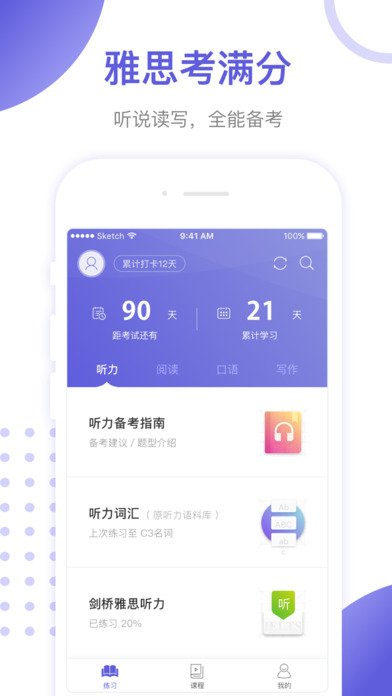 雅思考满分
听说读写，全能备考
Sketch 9:41 AM 100%
累计打卡12天
90 天 21 天
距考试还有 累计学习
听力 阅读 口语 写作
听力备考指南
备考建议 / 题型介绍
Ab
听力词汇（原听力语料库）
ABC
上次练习至 C3名词
ab
c
剑桥雅思听力
听
已练习 20%
IELTS
练习 课程 我的